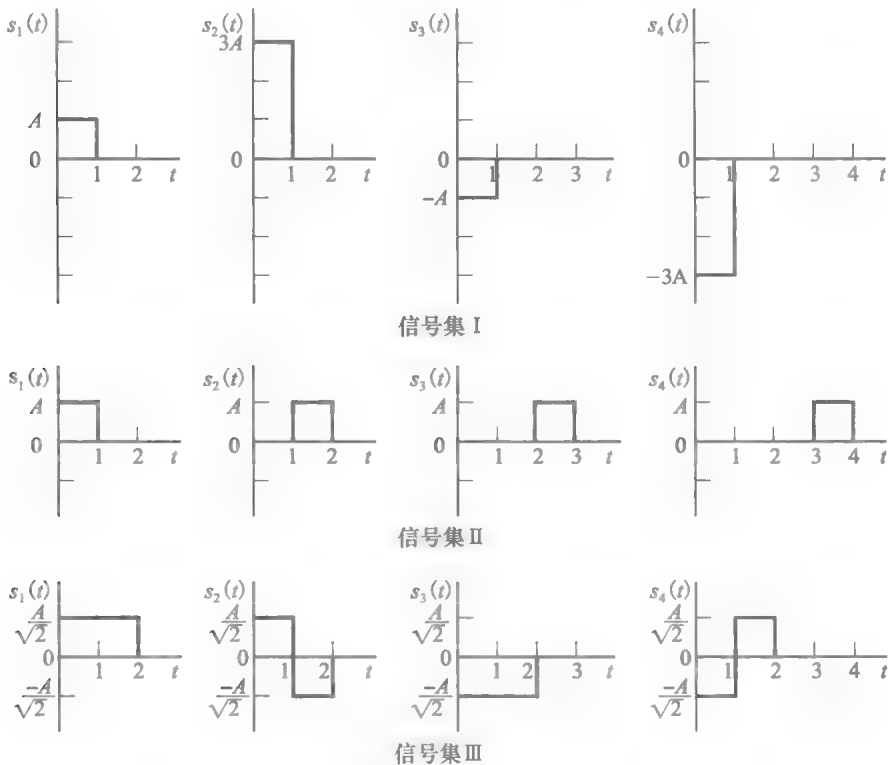 s₁(t) s₂(t) s₃(t) s₄(t)
3A
A
0 0 0 0
1 2 t 1 2 t 1 2 3 t 1 2 3 4 t
-A
-3A
信号集 Ⅰ
s₁(t) s₂(t) s₃(t) s₄(t)
A A A A
0 0 0 0
1 2 t 1 2 t 1 2 3 t 1 2 3 4 t
信号集 Ⅱ
s₁(t) s₂(t) s₃(t) s₄(t)
A/√2 A/√2 A/√2 A/√2
0 0 0 0
1 2 t 1 2 t 1 2 3 t 1 2 3 4 t
-A/√2 -A/√2 -A/√2 -A/√2
信号集Ⅲ